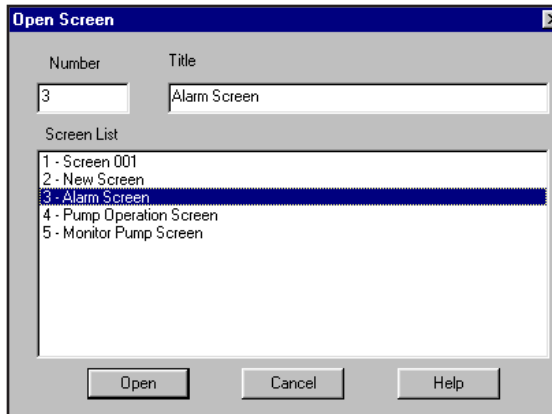 Open Screen
Number Title
3 Alarm Screen
Screen List
1 - Screen 001
2 - New Screen
3 - Alarm Screen
4 - Pump Operation Screen
5 - Monitor Pump Screen
Open Cancel Help